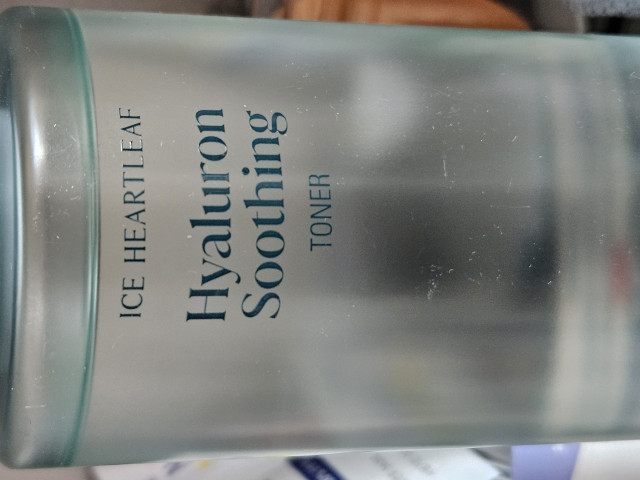 ICE HEARTLEAF
Hyaluron
Soothing
TONER